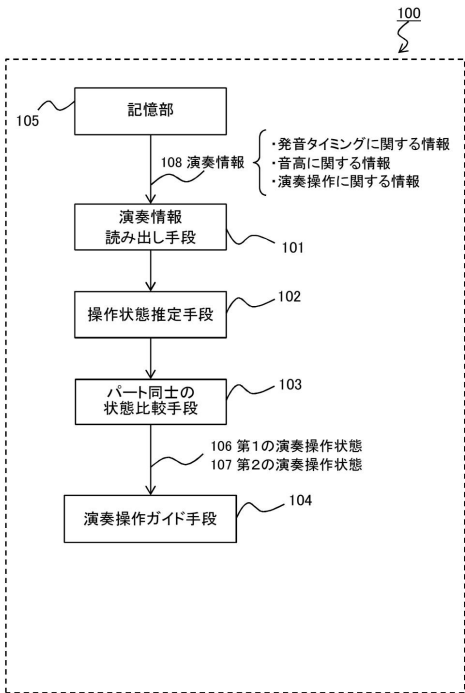 100
105
記憶部
108 演奏情報
・発音タイミングに関する情報
・音高に関する情報
・演奏操作に関する情報
演奏情報
読み出し手段
101
操作状態推定手段
102
パート同士の
状態比較手段
103
106 第1の演奏操作状態
107 第2の演奏操作状態
演奏操作ガイド手段
104